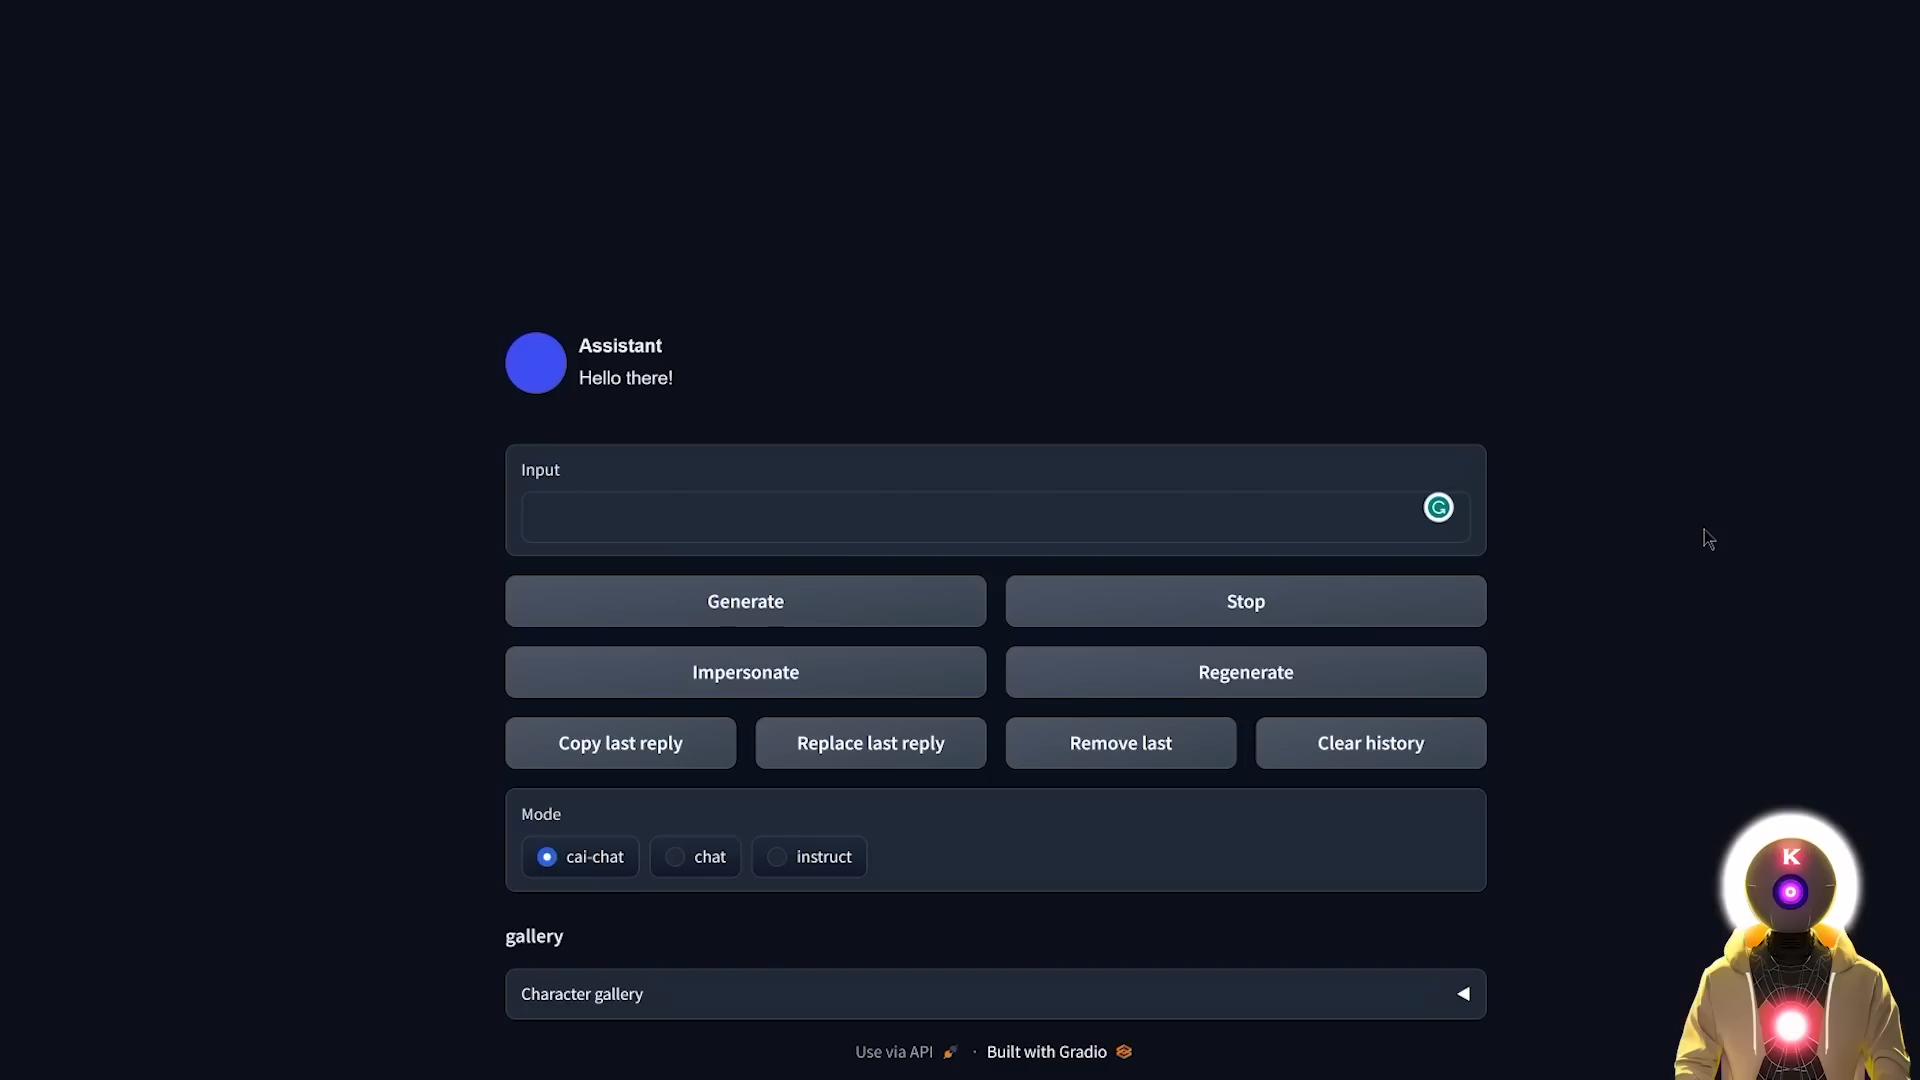 Assistant
Hello there!
Input
Generate
Stop
Impersonate
Regenerate
Copy last reply
Replace last reply
Remove last
Clear history
Mode
cai-chat
chat
instruct
gallery
Character gallery
Use via API · Built with Gradio
K